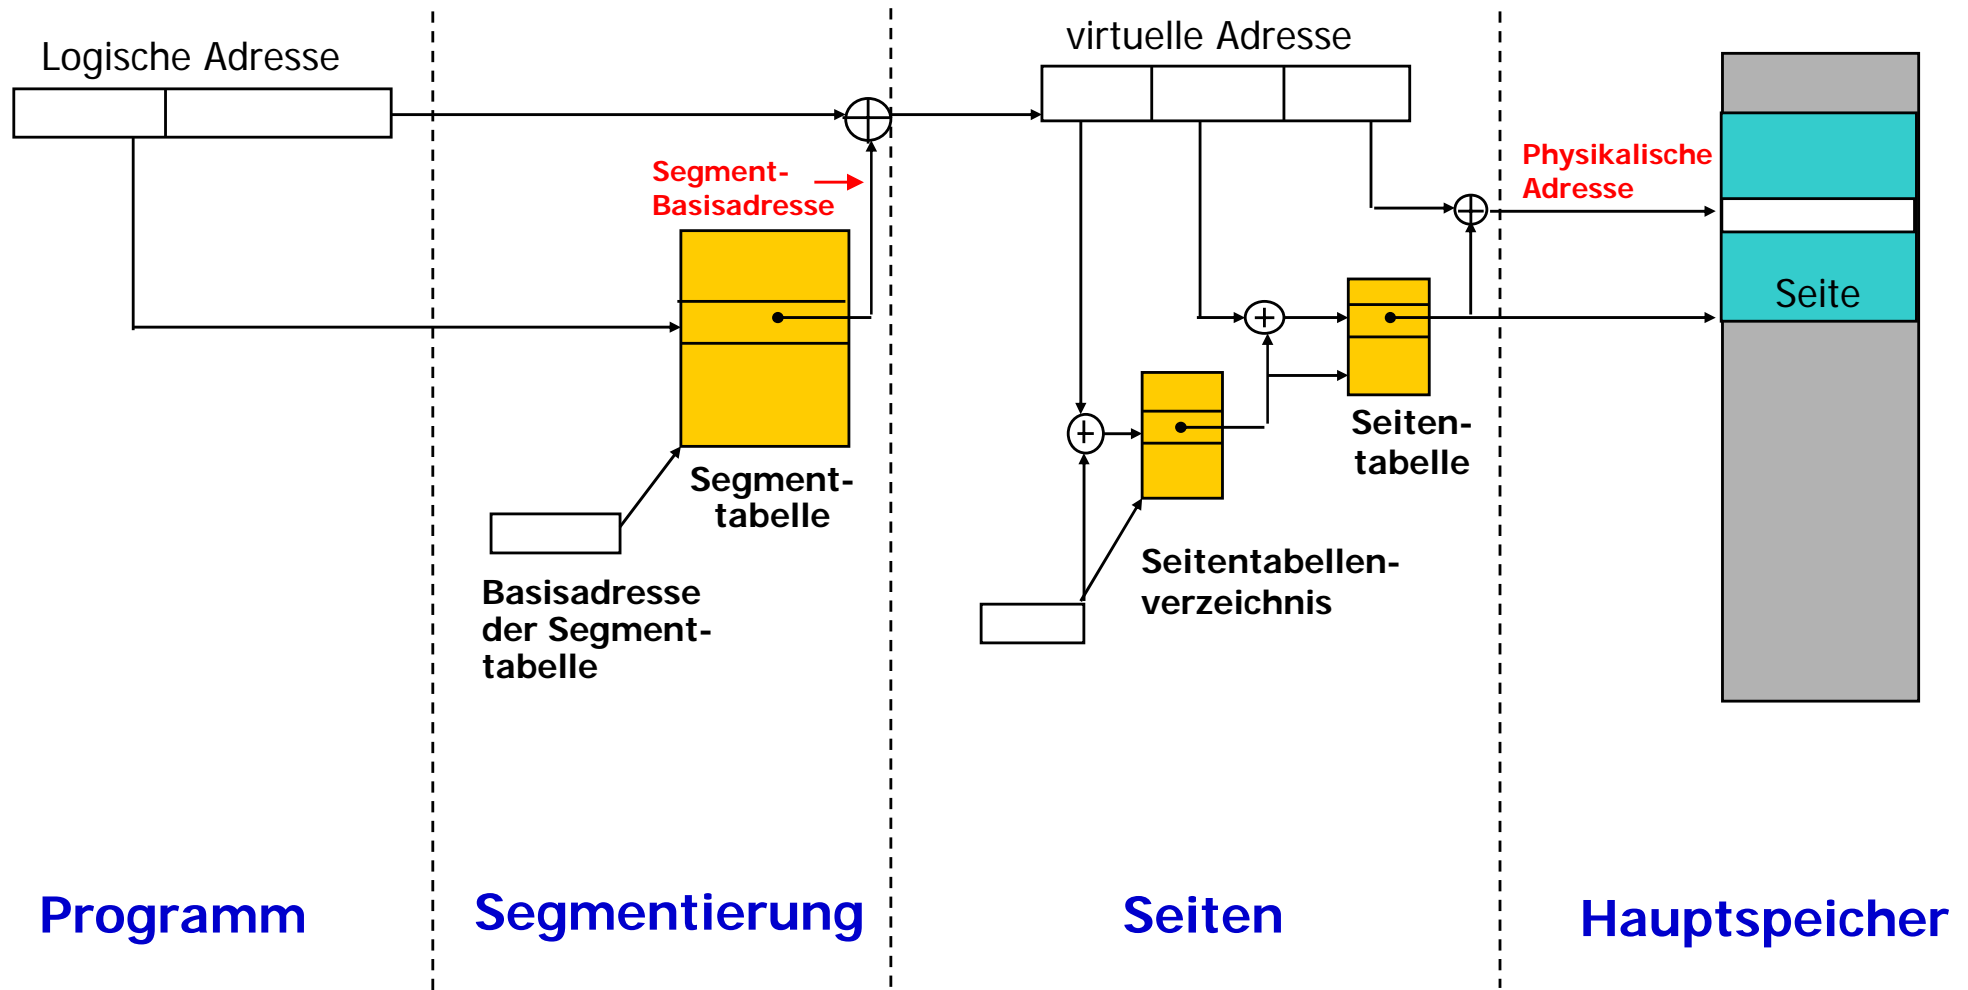 Logische Adresse
virtuelle Adresse
Segment-
Basisadresse
Physikalische
Adresse
Seite
Segment-
tabelle
Seiten-
tabelle
Basisadresse
der Segment-
tabelle
Seitentabellen-
verzeichnis
Programm
Segmentierung
Seiten
Hauptspeicher